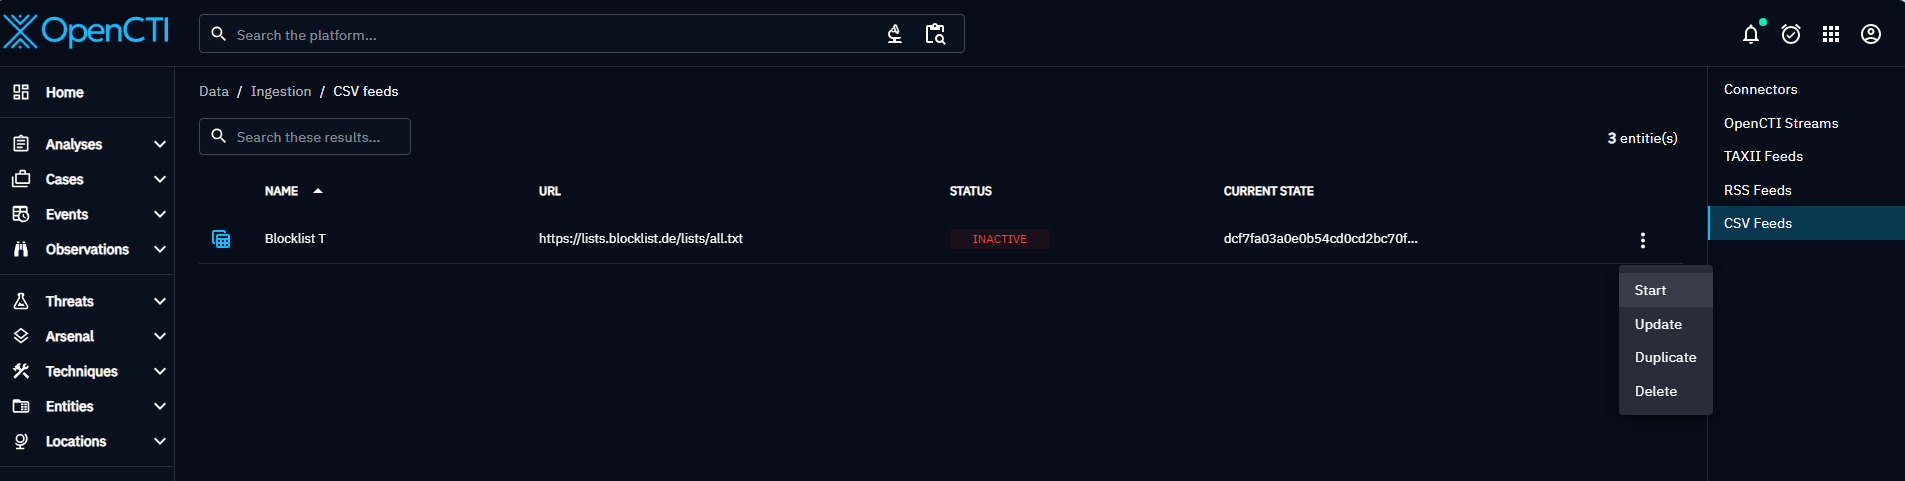 OpenCTI
Search the platform...
Home
Analyses
Cases
Events
Observations
Threats
Arsenal
Techniques
Entities
Locations
Data / Ingestion / CSV feeds
Search these results...
3 entitie(s)
NAME URL STATUS CURRENT STATE
Blocklist T https://lists.blocklist.de/lists/all.txt INACTIVE dcf7fa03a0e0b54cd0cd2bc70f...
Start
Update
Duplicate
Delete
Connectors
OpenCTI Streams
TAXII Feeds
RSS Feeds
CSV Feeds